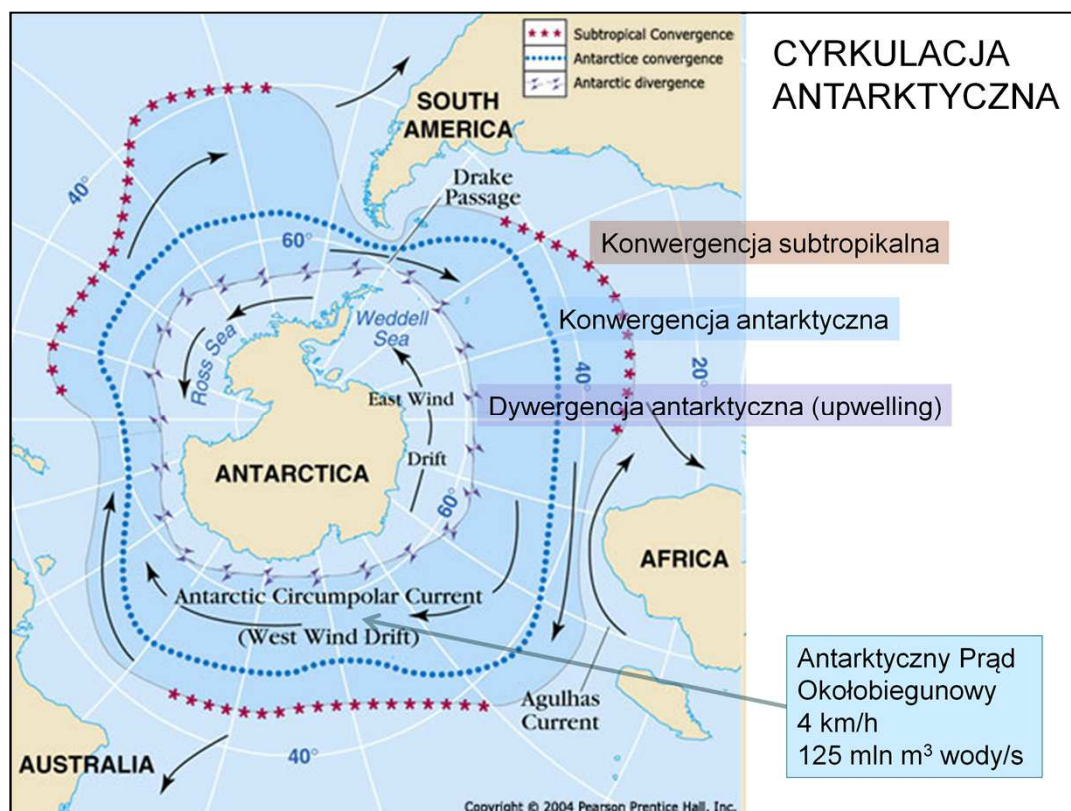 Subtropical Convergence
Antarctice convergence
Antarctic divergence
CYRKULACJA
ANTARKTYCZNA
SOUTH
AMERICA
Drake
Passage
40°
60°
Konwergencja subtropikalna
Konwergencja antarktyczna
Weddell
Sea
Ross Sea
40°
20°
East Wind
Drift
Dywergencja antarktyczna (upwelling)
ANTARCTICA
60°
AFRICA
Antarctic Circumpolar Current
(West Wind Drift)
Antarktyczny Prąd
Okołobiegunowy
4 km/h
125 mln m³ wody/s
Agulhas
Current
AUSTRALIA
40°
Copyright © 2004 Pearson Prentice Hall, Inc.